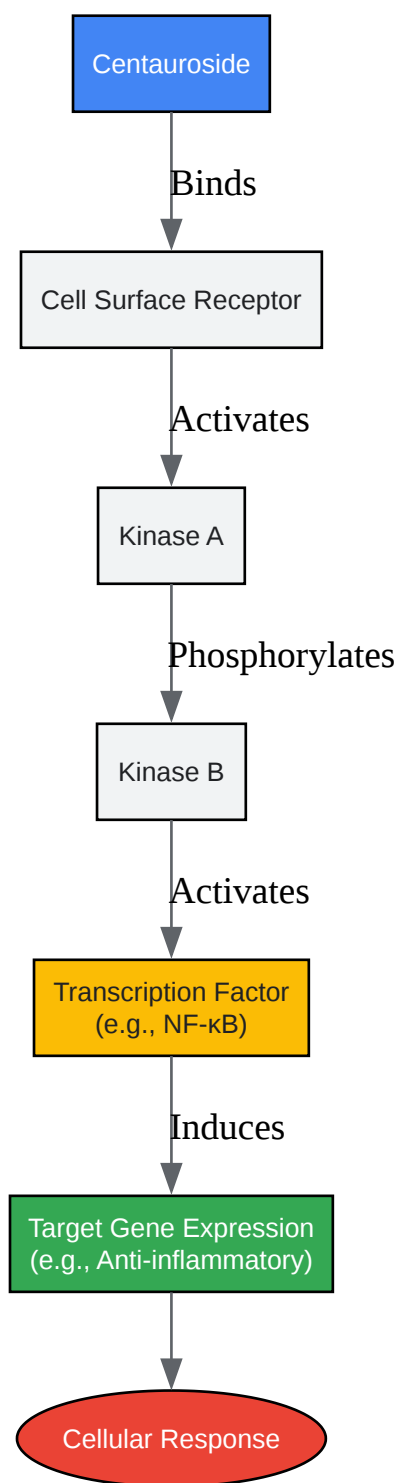 Centauroside
Binds
Cell Surface Receptor
Activates
Kinase A
Phosphorylates
Kinase B
Activates
Transcription Factor
(e.g., NF-κB)
Induces
Target Gene Expression
(e.g., Anti-inflammatory)
Cellular Response